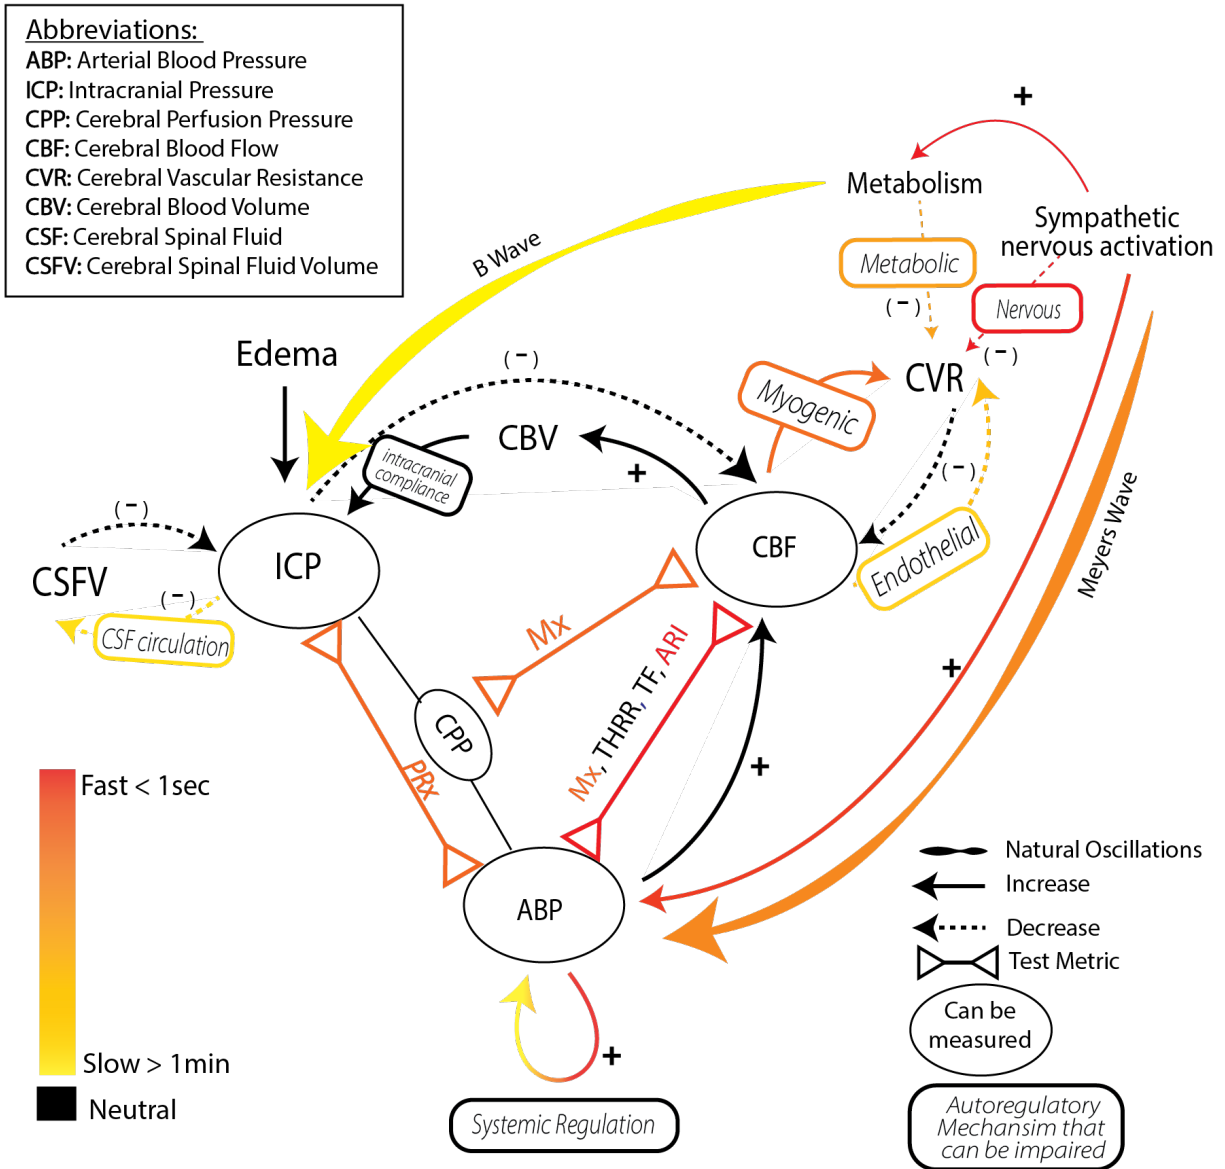 Abbreviations:
ABP: Arterial Blood Pressure
ICP: Intracranial Pressure
CPP: Cerebral Perfusion Pressure
CBF: Cerebral Blood Flow
CVR: Cerebral Vascular Resistance
CBV: Cerebral Blood Volume
CSF: Cerebral Spinal Fluid
CSFV: Cerebral Spinal Fluid Volume
+
Metabolism
Sympathetic
nervous activation
B Wave
Metabolic
(-)
Nervous
(-)
Edema
(-)
CVR
Myogenic
CBV
intracranial
compliance
+
(-)
Meyers Wave
(-)
ICP
CBF
Endothelial
CSFV
(-)
CSF circulation
Mx
Mx, THRR, TF, ARI
+
CPP
PRx
+
Fast < 1sec
Slow > 1min
Neutral
ABP
+
Systemic Regulation
Natural Oscillations
Increase
Decrease
Test Metric
Can be
measured
Autoregulatory
Mechansim that
can be impaired